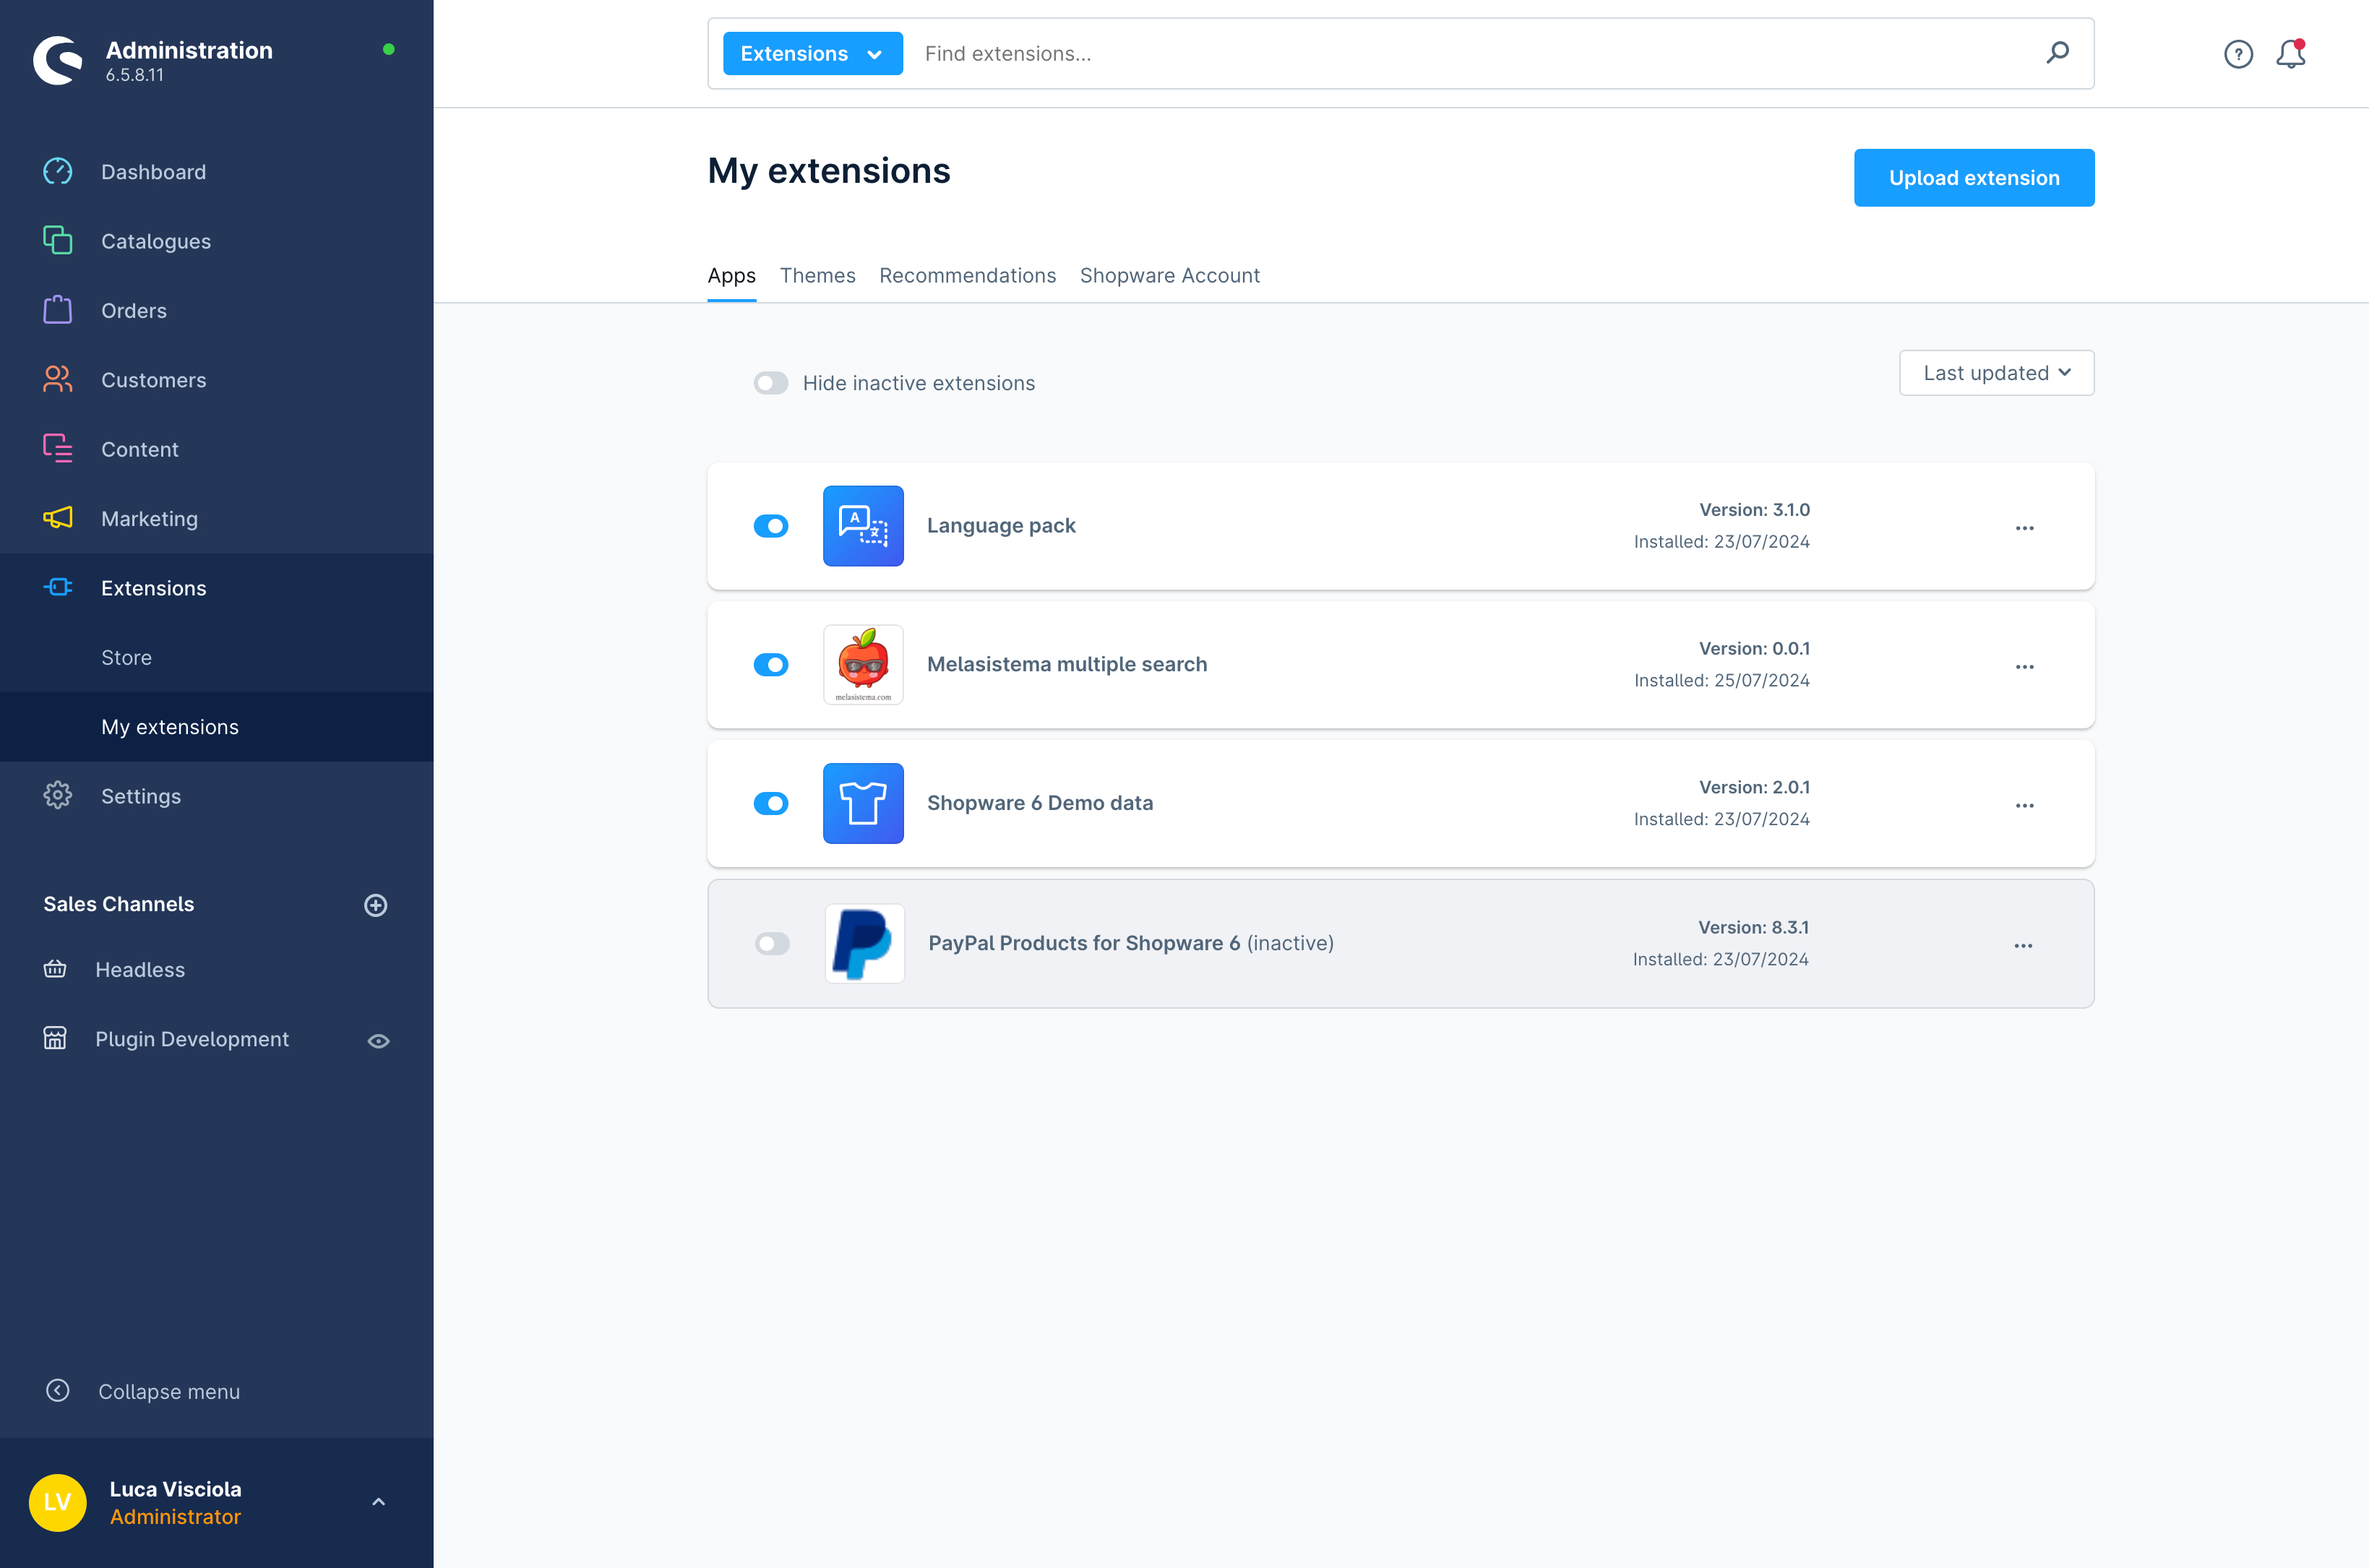 Administration
6.5.8.11
Dashboard
Catalogues
Orders
Customers
Content
Marketing
Extensions
Store
My extensions
Settings
Sales Channels
Headless
Plugin Development
Collapse menu
LV
Luca Visciola
Administrator
Extensions
Find extensions...
?
My extensions
Upload extension
Apps Themes Recommendations Shopware Account
Hide inactive extensions
Last updated
A
Language pack
Version: 3.1.0
Installed: 23/07/2024
melasistema.com
Melasistema multiple search
Version: 0.0.1
Installed: 25/07/2024
Shopware 6 Demo data
Version: 2.0.1
Installed: 23/07/2024
PayPal Products for Shopware 6 (inactive)
Version: 8.3.1
Installed: 23/07/2024